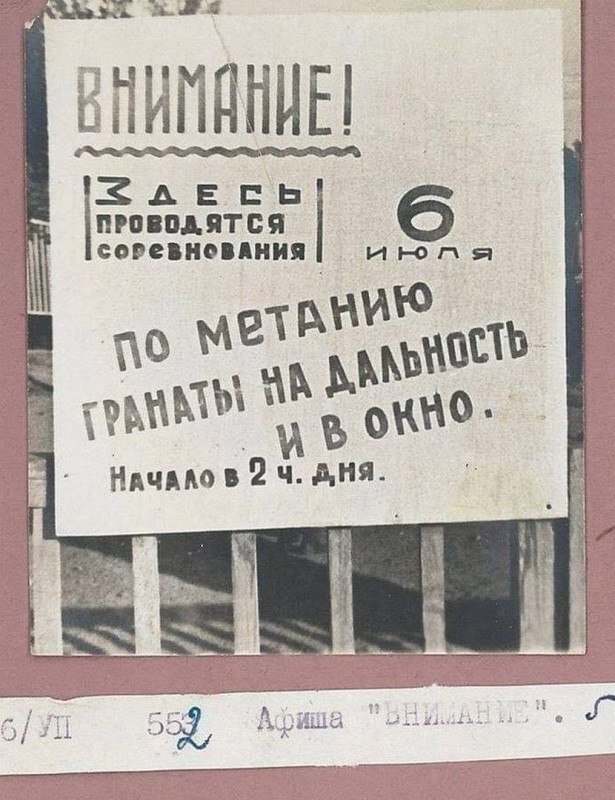 ВНИМАНИЕ!
ЗДЕСЬ
ПРОВОДЯТСЯ
СОРЕВНОВАНИЯ
6
ИЮЛЯ
ПО МЕТАНИЮ
ГРАНАТЫ НА ДАЛЬНОСТЬ
И В ОКНО.
НАЧАЛО В 2 Ч. ДНЯ.
6/УП 552 Афиша "ВНИМАНИЕ".